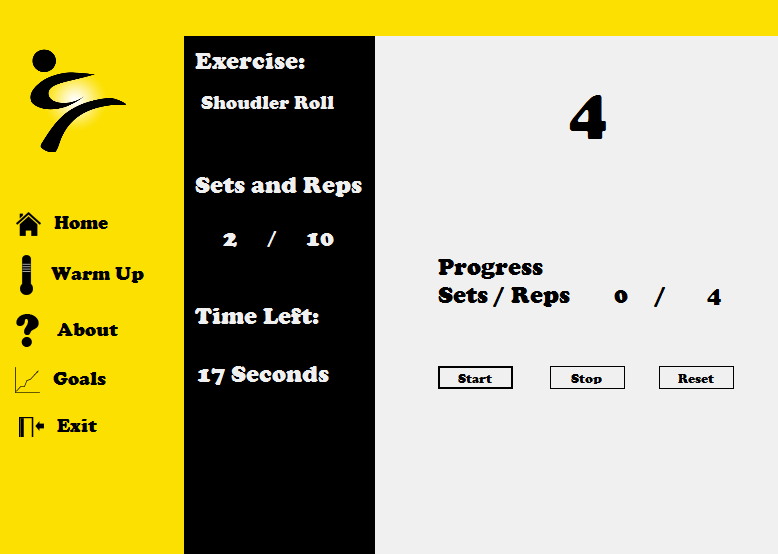 Home
Warm Up
About
Goals
Exit
Exercise:
Shoudler Roll
Sets and Reps
2 / 10
Time Left:
17 Seconds
4
Progress
Sets / Reps 0 / 4
Start Stop Reset